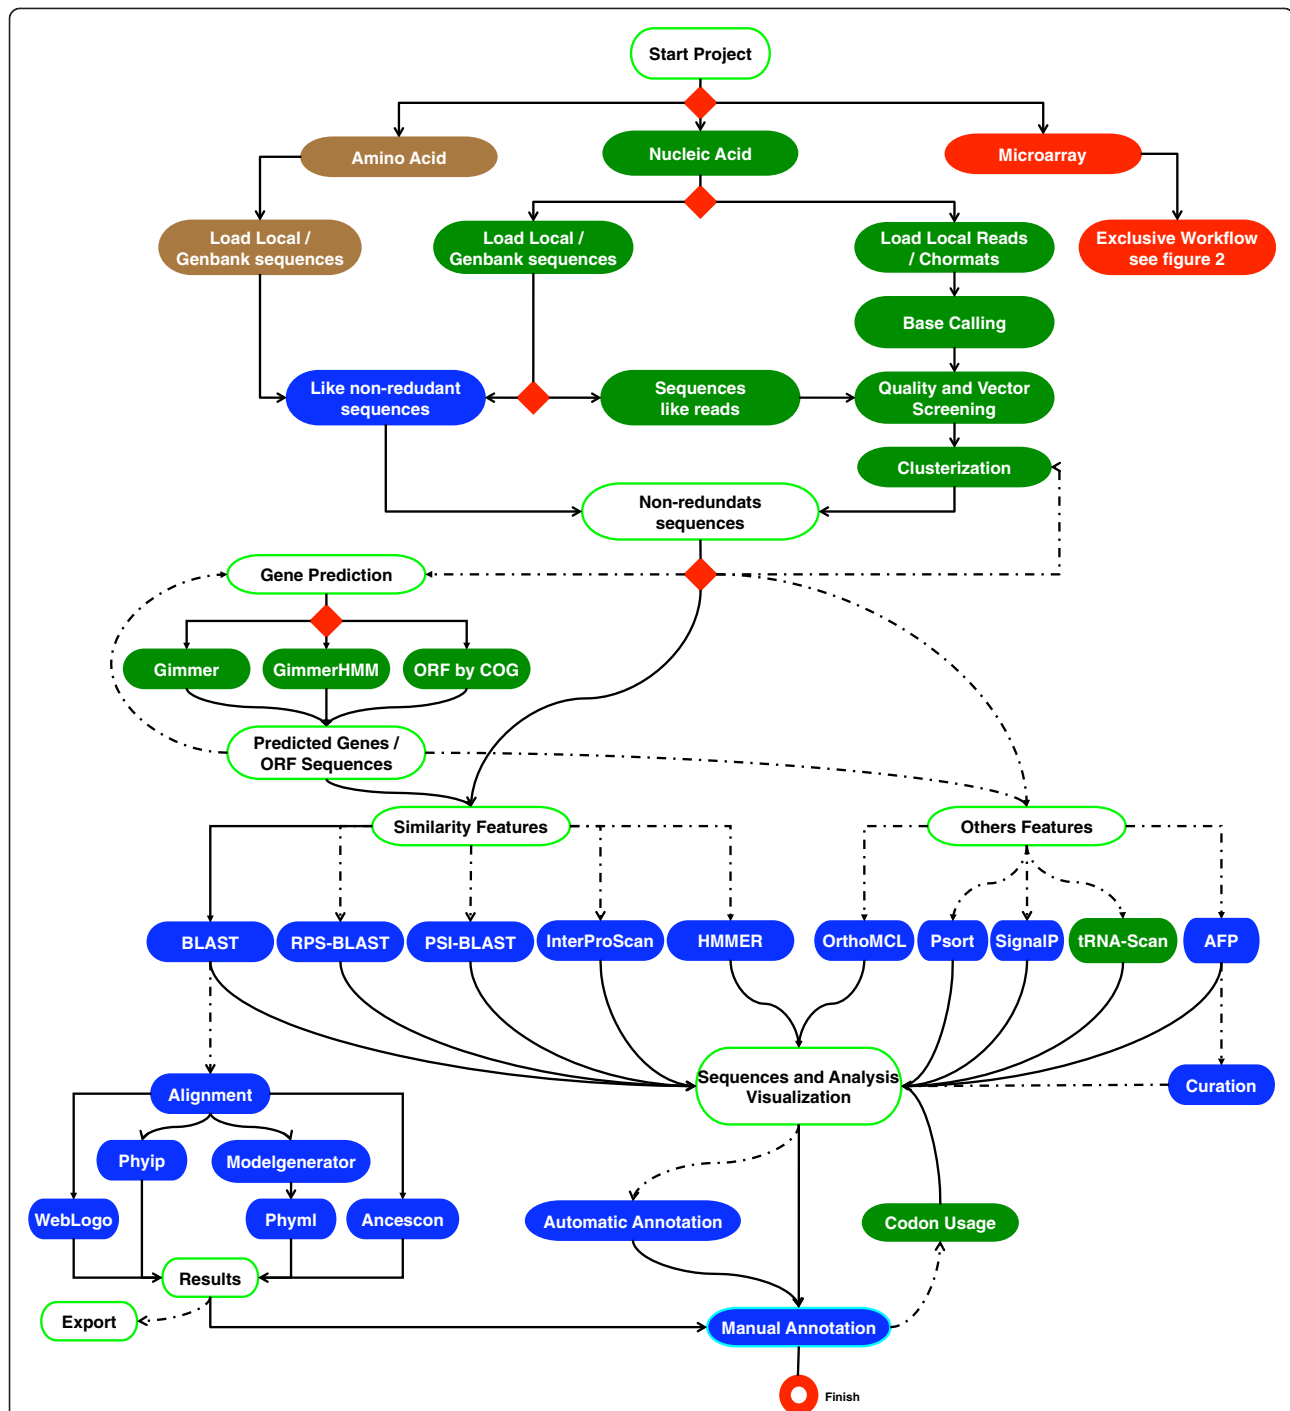 Start Project
Amino Acid
Nucleic Acid
Microarray
Load Local /
Genbank sequences
Load Local /
Genbank sequences
Load Local Reads
/ Chormats
Exclusive Workflow
see figure 2
Base Calling
Like non-redudant
sequences
Sequences
like reads
Quality and Vector
Screening
Clusterization
Non-redundats
sequences
Gene Prediction
Gimmer
GimmerHMM
ORF by COG
Predicted Genes /
ORF Sequences
Similarity Features
Others Features
BLAST
RPS-BLAST
PSI-BLAST
InterProScan
HMMER
OrthoMCL
Psort
SignalP
tRNA-Scan
AFP
Sequences and Analysis
Visualization
Curation
Alignment
Phyip
Modelgenerator
WebLogo
Phyml
Ancescon
Automatic Annotation
Codon Usage
Results
Export
Manual Annotation
Finish